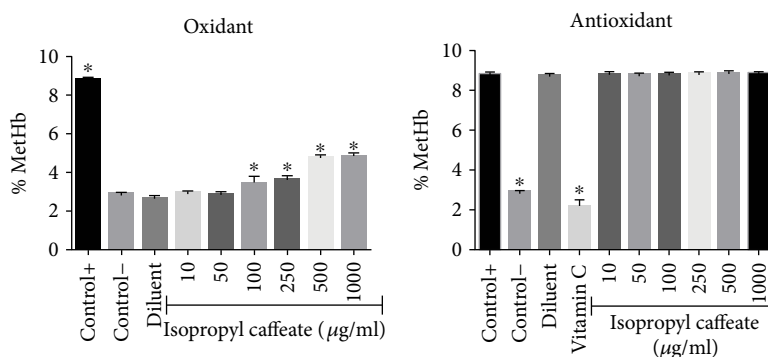 Oxidant
% MetHb
10
8
6
4
2
0
*
*
*
*
*
Control+
Control−
Diluent
10
50
100
250
500
1000
Isopropyl caffeate (μg/ml)
Antioxidant
% MetHb
10
8
6
4
2
0
*
*
Control+
Control−
Diluent
Vitamin C
10
50
100
250
500
1000
Isopropyl caffeate
(μg/ml)